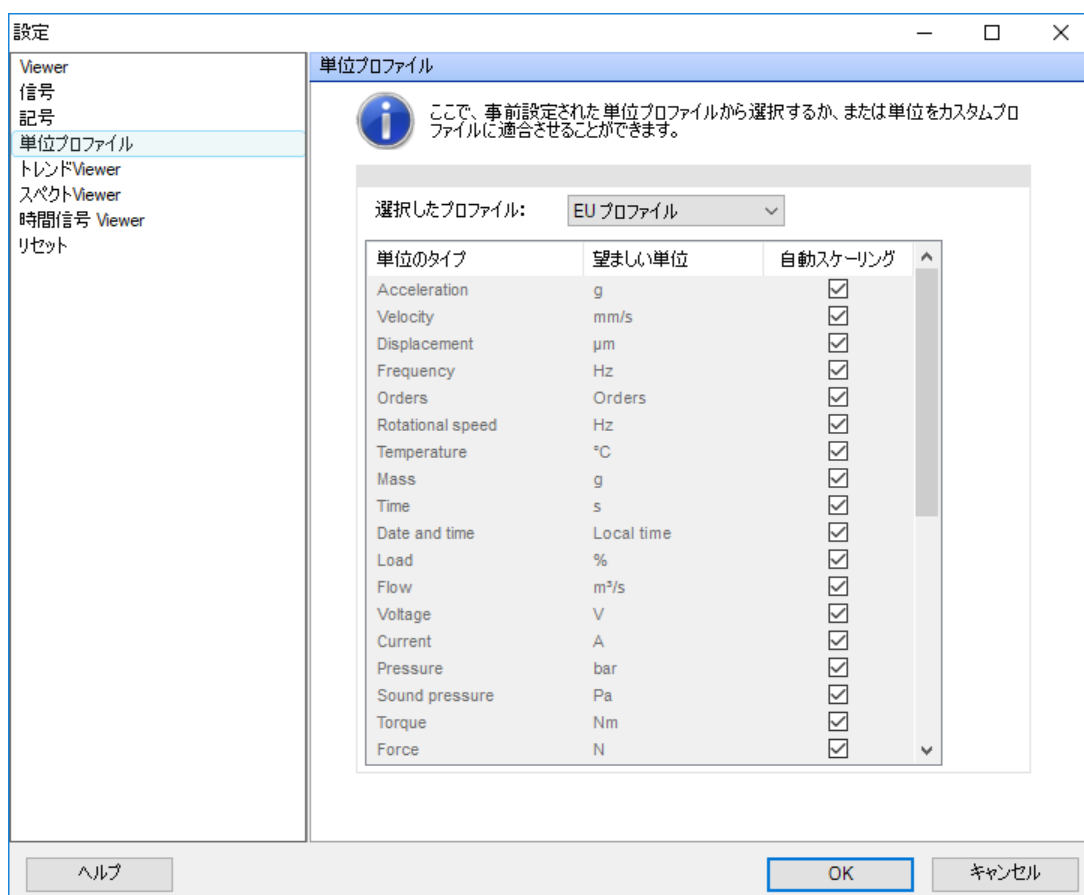 設定
Viewer
信号
記号
単位プロファイル
トレンドViewer
スペクトViewer
時間信号 Viewer
リセット
単位プロファイル
ここで、事前設定された単位プロファイルから選択するか、または単位をカスタムプロ
ファイルに適合させることができます。
選択したプロファイル: EU プロファイル
単位のタイプ 望ましい単位 自動スケーリング
Acceleration g
Velocity mm/s
Displacement µm
Frequency Hz
Orders Orders
Rotational speed Hz
Temperature °C
Mass g
Time s
Date and time Local time
Load %
Flow m³/s
Voltage V
Current A
Pressure bar
Sound pressure Pa
Torque Nm
Force N
ヘルプ OK キャンセル